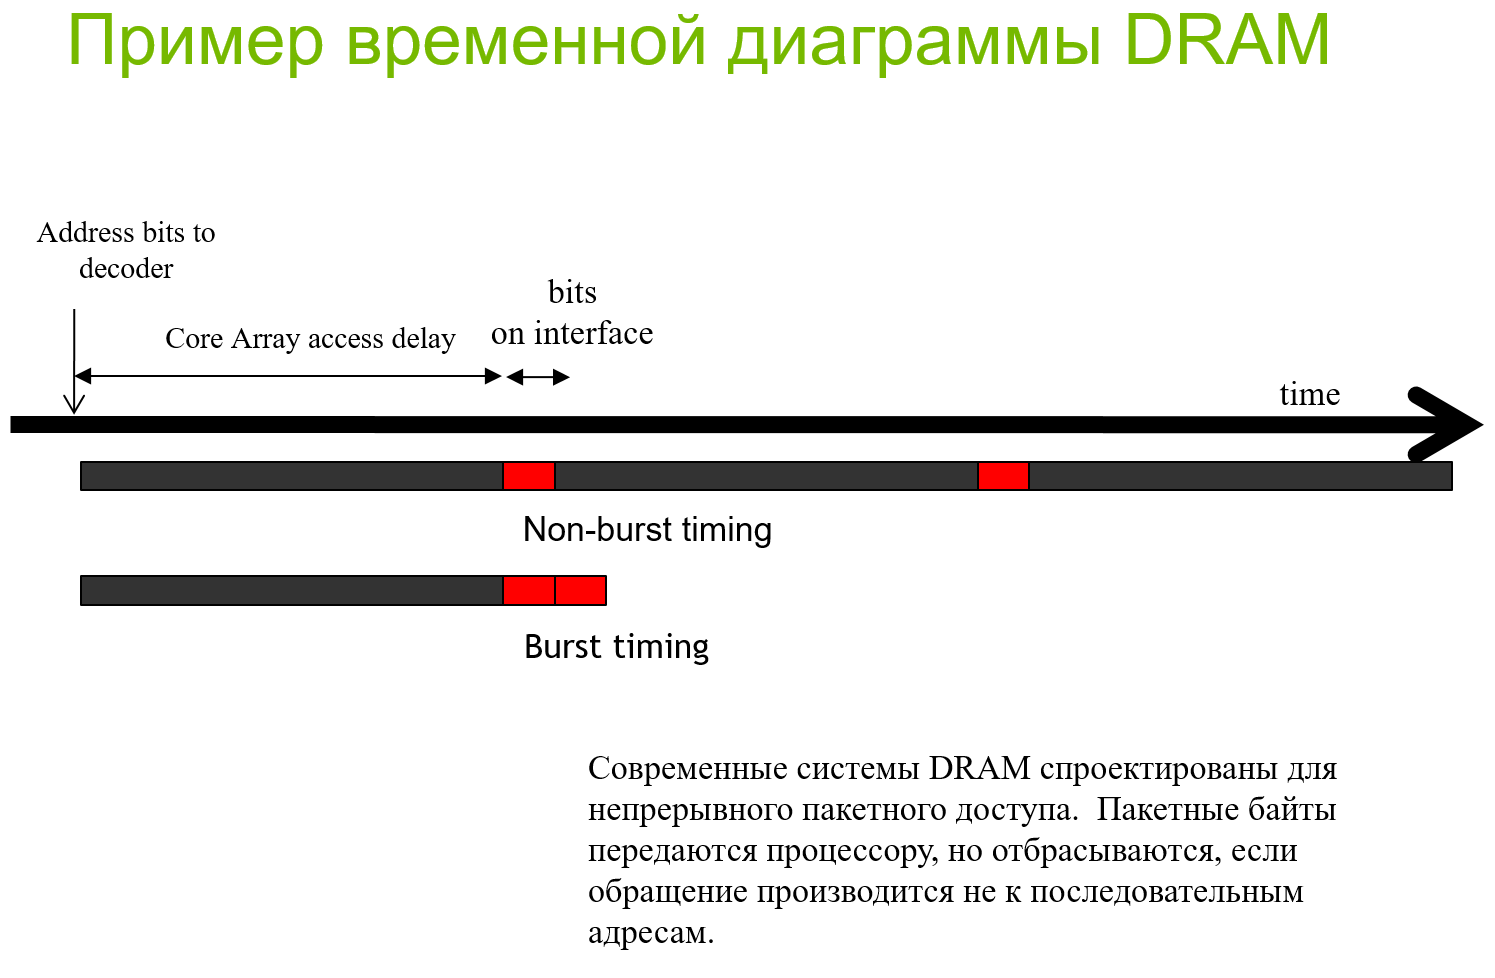 Пример временной диаграммы DRAM
Address bits to
decoder
bits
on interface
Core Array access delay
time
Non-burst timing
Burst timing
Современные системы DRAM спроектированы для
непрерывного пакетного доступа.  Пакетные байты
передаются процессору, но отбрасываются, если
обращение производится не к последовательным
адресам.